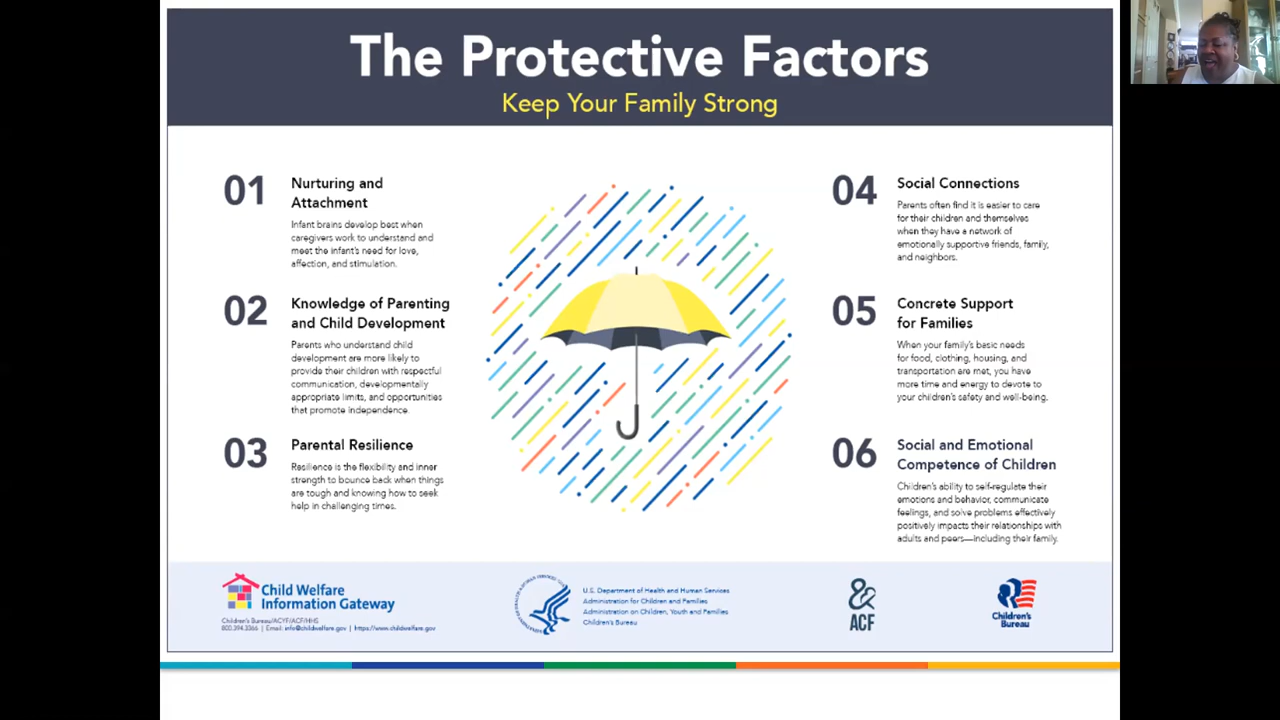 The Protective Factors
Keep Your Family Strong
01
Nurturing and
Attachment
Infant brains develop best when
caregivers work to understand and
meet the infant's need for love,
affection, and stimulation.
02
Knowledge of Parenting
and Child Development
Parents who understand child
development are more likely to
provide their children with respectful
communication, developmentally
appropriate limits, and opportunities
that promote independence.
03
Parental Resilience
Resilience is the flexibility and inner
strength to bounce back when things
are tough and knowing how to seek
help in challenging times.
04
Social Connections
Parents often find it is easier to care
for their children and themselves
when they have a network of
emotionally supportive friends, family,
and neighbors.
05
Concrete Support
for Families
When your family's basic needs
for food, clothing, housing, and
transportation are met, you have
more time and energy to devote to
your children's safety and well-being.
06
Social and Emotional
Competence of Children
Children's ability to self-regulate their
emotions and behavior, communicate
feelings, and solve problems effectively
positively impacts their relationships with
adults and peers—including their family.
Child Welfare
Information Gateway
Children's Bureau/ACYF/ACF/HHS
800.394.3366 | Email: info@childwelfare.gov | https://www.childwelfare.gov
U.S. Department of Health and Human Services
Administration for Children and Families
Administration on Children, Youth and Families
Children's Bureau
ACF
Children's
Bureau